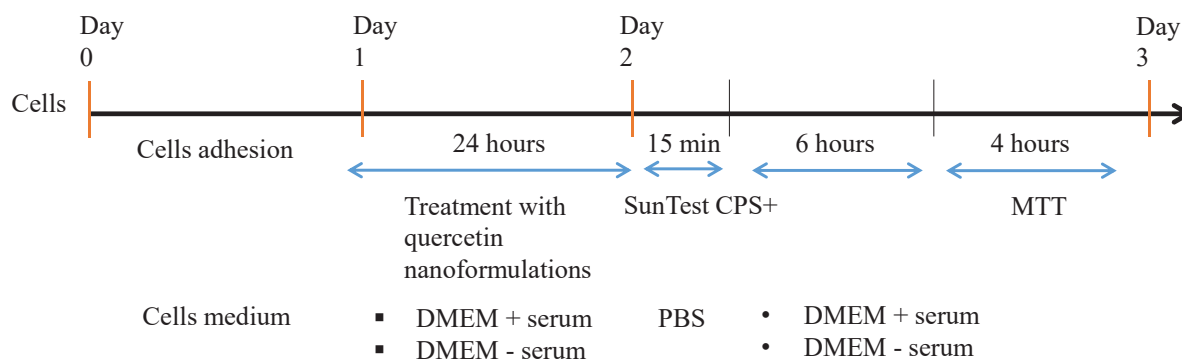 Day Day Day Day
0 1 2 3
Cells
Cells adhesion 24 hours 15 min 6 hours 4 hours
Treatment with SunTest CPS+ MTT
quercetin
nanoformulations
Cells medium ▪ DMEM + serum PBS • DMEM + serum
▪ DMEM - serum • DMEM - serum